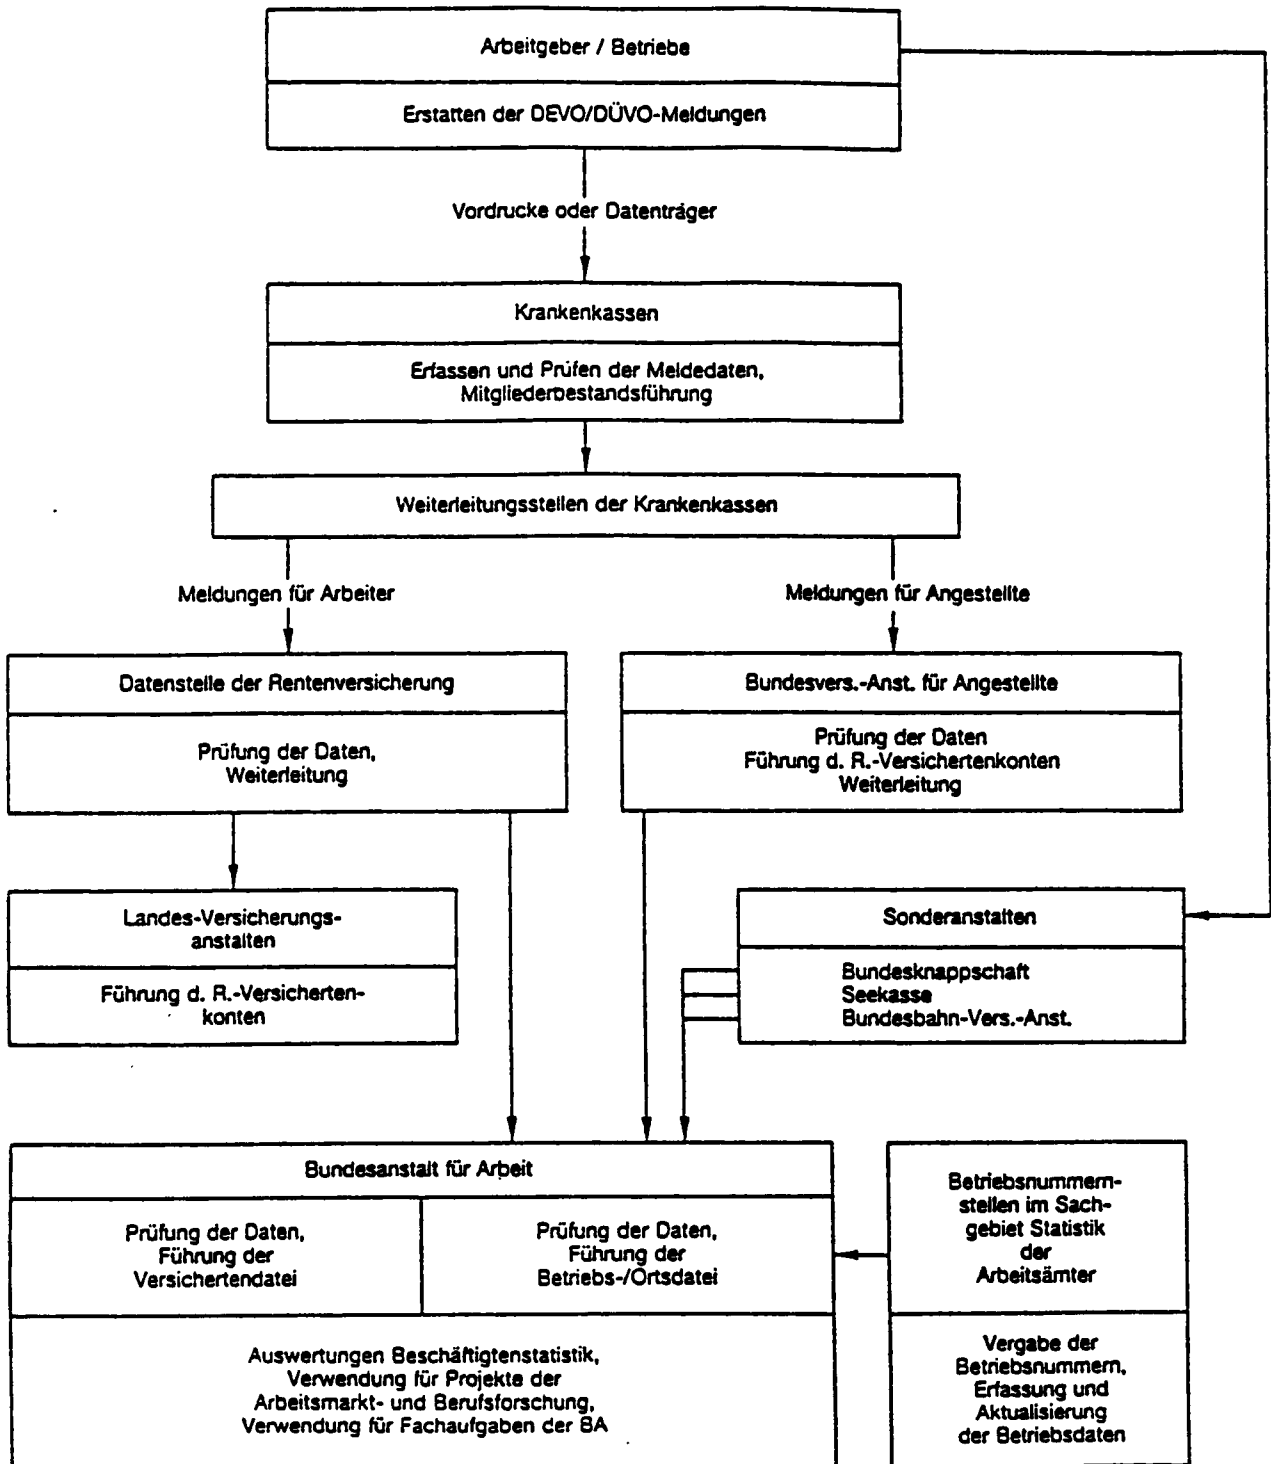 Arbeitgeber / Betriebe
Erstatten der DEVO/DÜVO-Meldungen
Vordrucke oder Datenträger
Krankenkassen
Erfassen und Prüfen der Meldedaten,
Mitgliederbestandsführung
Weiterleitungsstellen der Krankenkassen
Meldungen für Arbeiter
Meldungen für Angestellte
Datenstelle der Rentenversicherung
Prüfung der Daten,
Weiterleitung
Bundesvers.-Anst. für Angestellte
Prüfung der Daten
Führung d. R.-Versichertenkonten
Weiterleitung
Landes-Versicherungs-
anstalten
Führung d. R.-Versicherten-
konten
Sonderanstalten
Bundesknappschaft
Seekasse
Bundesbahn-Vers.-Anst.
Bundesanstalt für Arbeit
Prüfung der Daten,
Führung der
Versichertendatei
Prüfung der Daten,
Führung der
Betriebs-/Ortsdatei
Auswertungen Beschäftigtenstatistik,
Verwendung für Projekte der
Arbeitsmarkt- und Berufsforschung,
Verwendung für Fachaufgaben der BA
Betriebsnummern-
stellen im Sach-
gebiet Statistik
der
Arbeitsämter
Vergabe der
Betriebsnummern,
Erfassung und
Aktualisierung
der Betriebsdaten